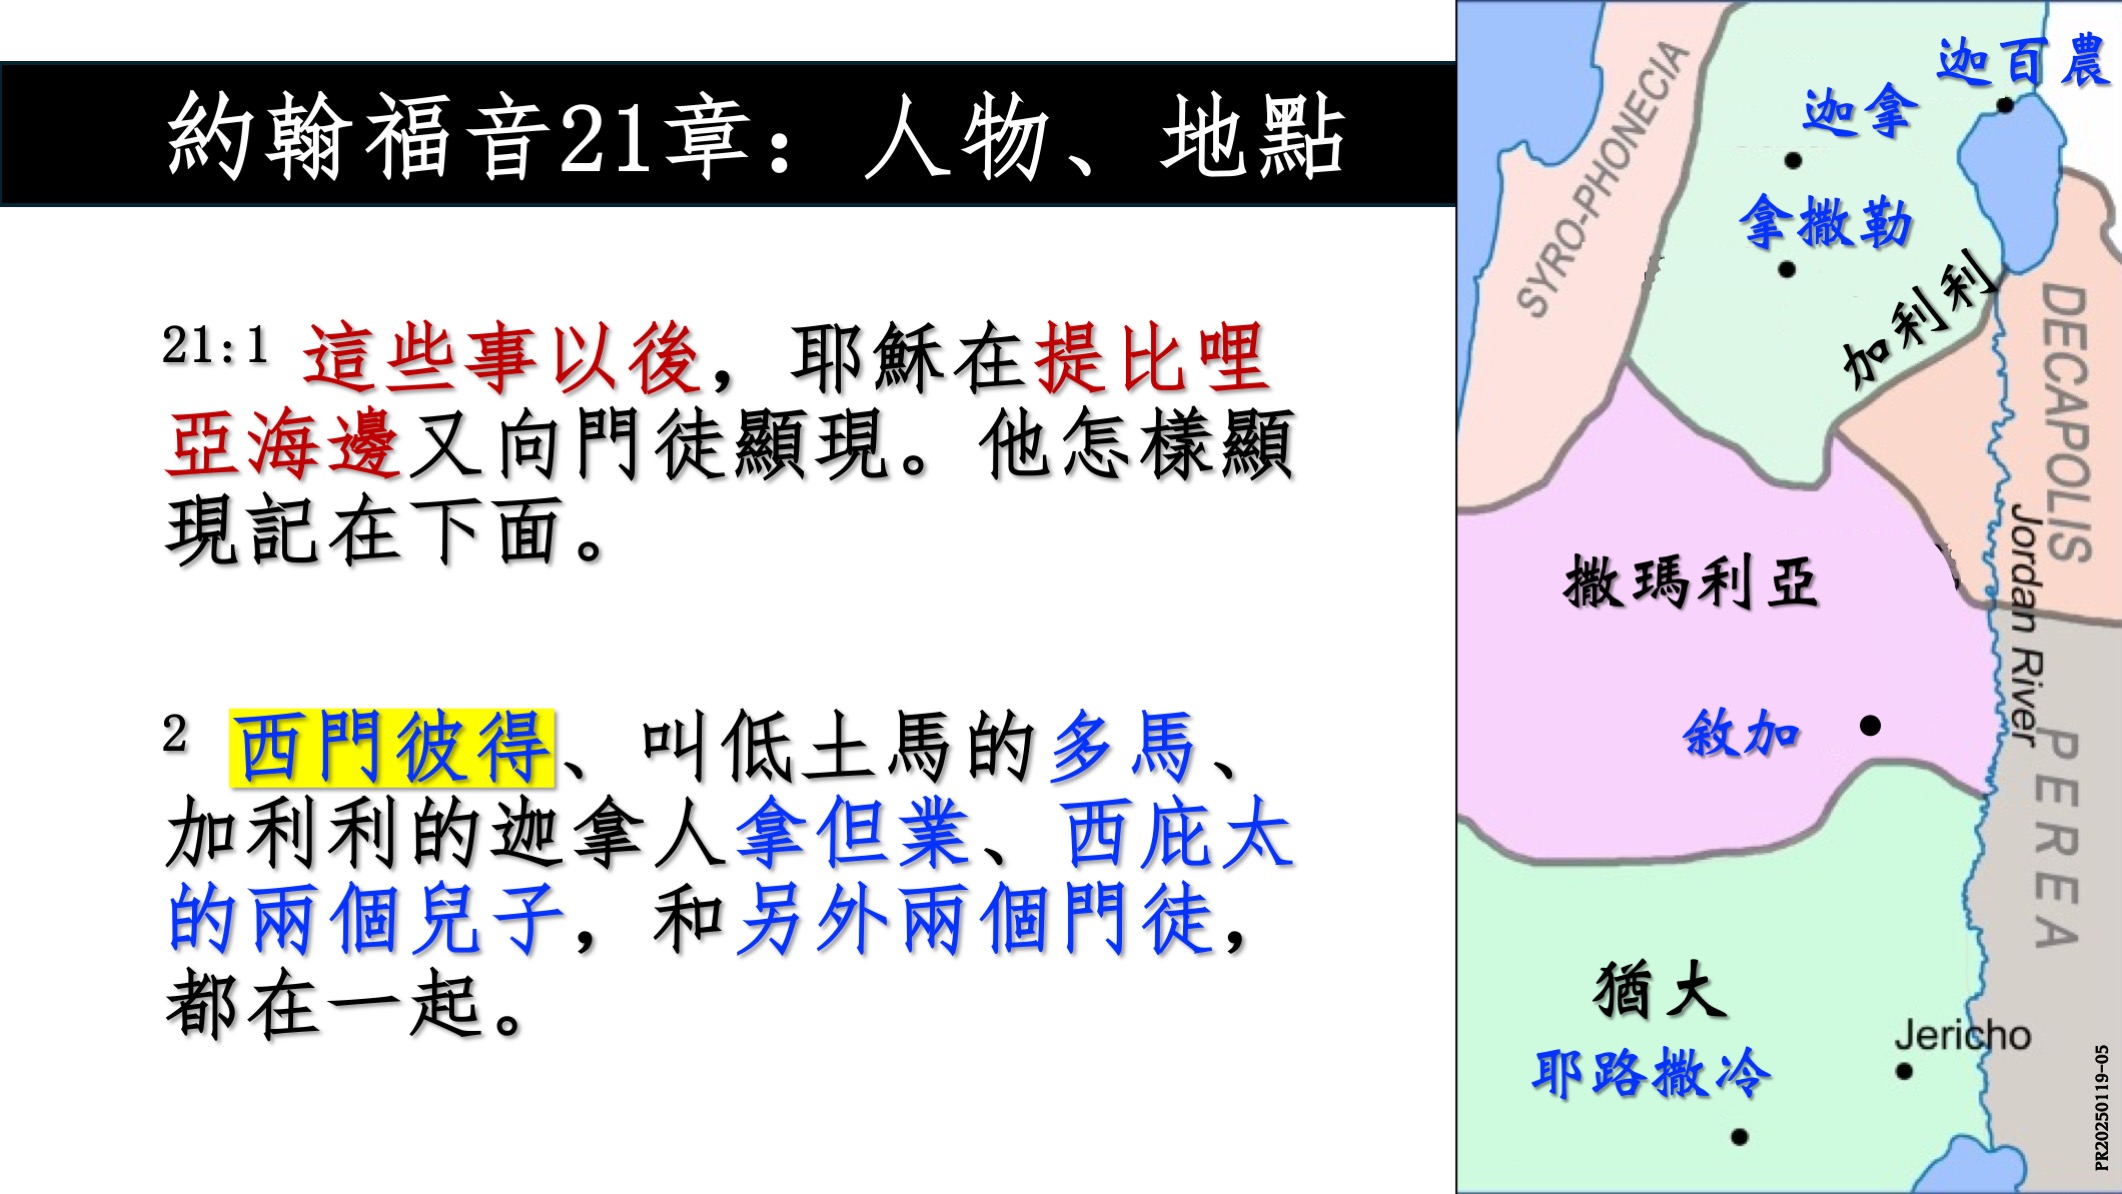 約翰福音21章：人物、地點
21:1 這些事以後，耶穌在提比哩
亞海邊又向門徒顯現。他怎樣顯
現記在下面。
2 西門彼得、叫低土馬的多馬、
加利利的迦拿人拿但業、西庇太
的兩個兒子，和另外兩個門徒，
都在一起。
迦百農
迦拿
SYRO-PHONECIA
拿撒勒
加利利
DECAPOLIS
Jordan River
撒瑪利亞
敘加
PEREA
猶大
Jericho
耶路撒冷
PR20250119-05